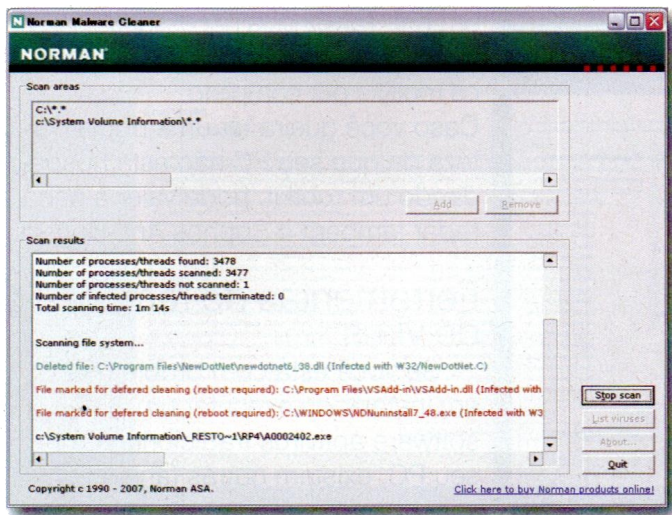 Norman Malware Cleaner
NORMAN
Scan areas
C:\*.*
c:\System Volume Information\*.*
Add
Remove
Scan results
Number of processes/threads found: 3478
Number of processes/threads scanned: 3477
Number of processes/threads not scanned: 1
Number of infected processes/threads terminated: 0
Total scanning time: 1m 14s
Scanning file system...
Deleted file: C:\Program Files\NewDotNet\newdotnet6_38.dll (Infected with W32/NewDotNet.C)
File marked for defered cleaning (reboot required): C:\Program Files\VSAdd-in\VSAdd-in.dll (Infected with
File marked for defered cleaning (reboot required): C:\WINDOWS\NDNuninstall7_48.exe (Infected with W3
c:\System Volume Information\_RESTO~1\RP4\A0002402.exe
Stop scan
List viruses
About...
Quit
Copyright c 1990 - 2007, Norman ASA.
Click here to buy Norman products online!